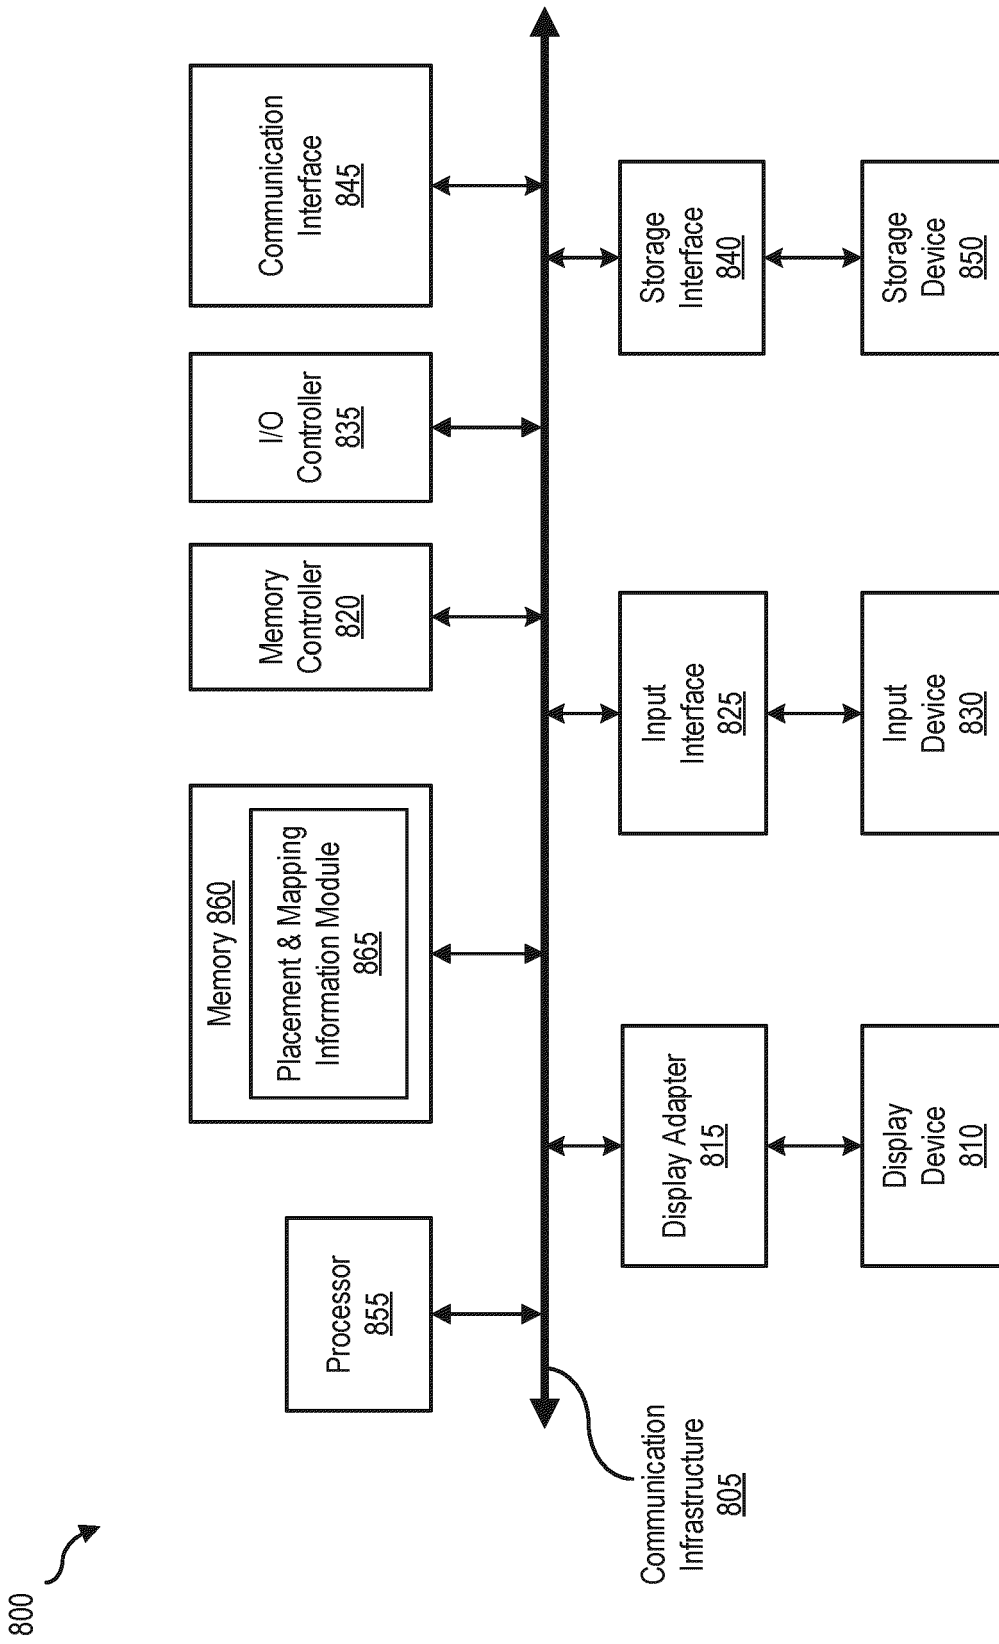 800
Processor
855
Memory 860
Placement & Mapping
Information Module
865
Memory
Controller
820
I/O
Controller
835
Communication
Interface
845
Communication
Infrastructure
805
Display Adapter
815
Input
Interface
825
Storage
Interface
840
Display
Device
810
Input
Device
830
Storage
Device
850